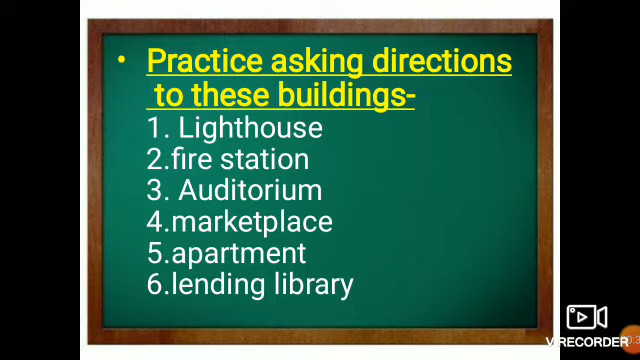 • Practice asking directions
to these buildings-
1. Lighthouse
2.fire station
3. Auditorium
4.marketplace
5.apartment
6.lending library
V RECORDER